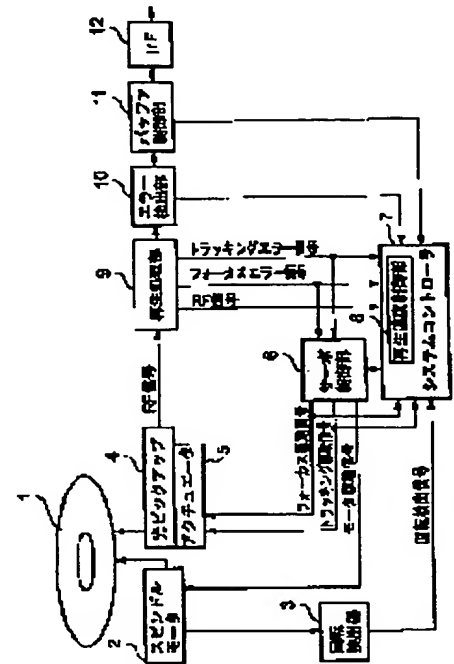 1
2
スピンドル
モータ
3
回転
検出器
4
光ピックアップ
アクチュエータ
5
RF信号
9
再生処理部
10
エラー
検出部
11
バッファ
制御部
12
I/F
トラッキングエラー信号
フォーカスエラー信号
RF信号
6
サーボ
制御部
フォーカス駆動信号
トラッキング駆動信号
モータ駆動信号
回転検出信号
7
8
再生速度制御部
システムコントローラ